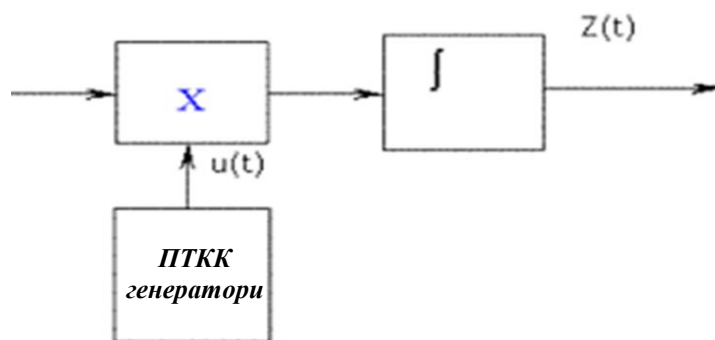 Z(t)
x
∫
u(t)
ПТКК
генератори